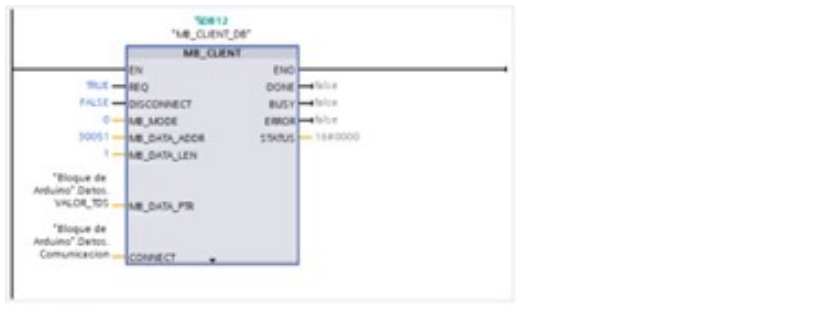 %DB12
"MB_CLIENT_DB"
MB_CLIENT
EN ENO
TRUE REQ DONE false
FALSE DISCONNECT BUSY false
0 MB_MODE ERROR false
30051 MB_DATA_ADDR STATUS 16#0000
1 MB_DATA_LEN
"Bloque de
Arduino".Datos.
VALOR_TDS MB_DATA_PTR
"Bloque de
Arduino".Datos.
Comunicacion CONNECT